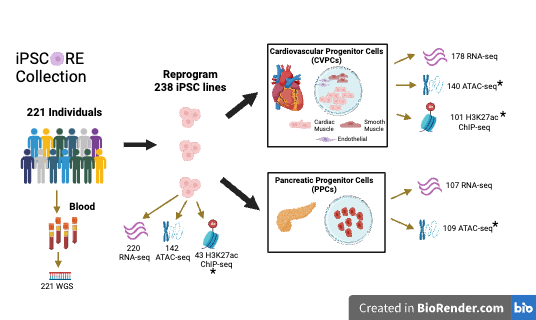 iPSCORE
Collection
221 Individuals
Blood
221 WGS
Reprogram
238 iPSC lines
220
RNA-seq
142
ATAC-seq
43 H3K27ac
ChIP-seq
*
Cardiovascular Progenitor Cells
(CVPCs)
Cardiac
Muscle
Smooth
Muscle
Endothelial
178 RNA-seq
140 ATAC-seq*
101 H3K27ac*
ChIP-seq
Pancreatic Progenitor Cells
(PPCs)
107 RNA-seq
109 ATAC-seq*
Created in BioRender.com bio